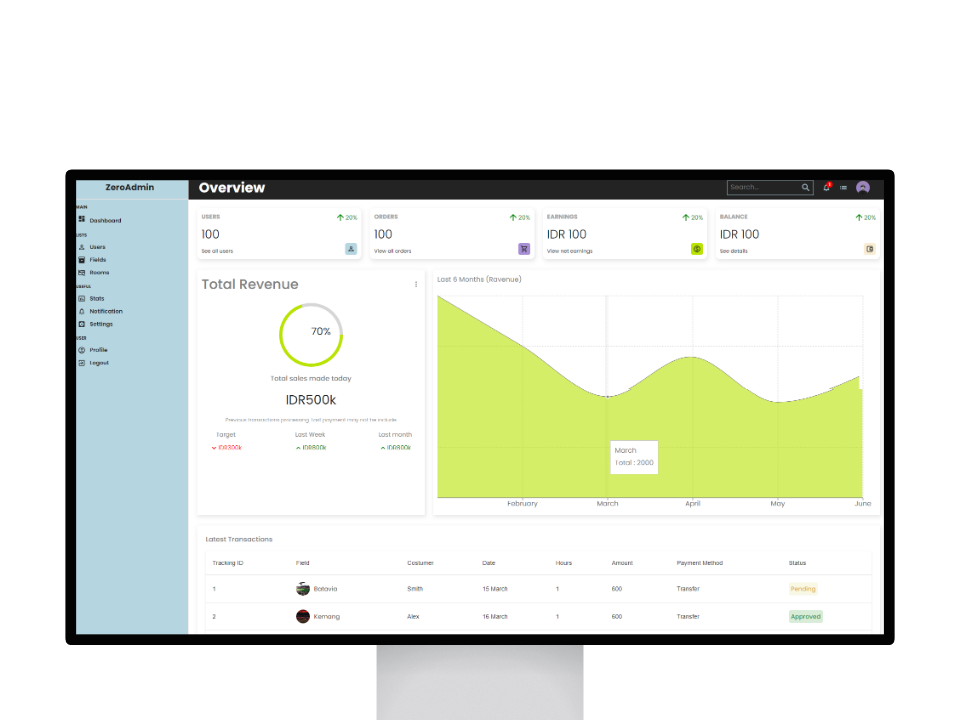 ZeroAdmin
Overview
Search...
1
MAIN
Dashboard
LISTS
Users
Fields
Rooms
USEFUL
Stats
Notification
Settings
USER
Profile
Logout
USERS 20%
100
See all users
ORDERS 20%
100
View all orders
EARNINGS 20%
IDR 100
View net earnings
BALANCE 20%
IDR 100
See details
Total Revenue
70%
Total sales made today
IDR500k
Previous transactions processing. Last payment may not be include.
Target Last Week Last month
IDR300k IDR800k IDR800k
Last 6 Months (Revenue)
March
Total : 2000
February March April May June
Latest Transactions
Tracking ID Field Costumer Date Hours Amount Payment Method Status
1 Batavia Smith 15 March 1 600 Transfer Pending
2 Kemang Alex 16 March 1 600 Transfer Approved